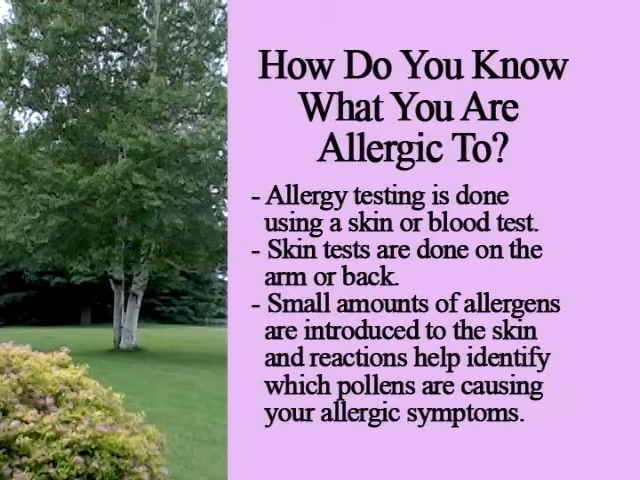 How Do You Know
What You Are
Allergic To?
- Allergy testing is done
using a skin or blood test.
- Skin tests are done on the
arm or back.
- Small amounts of allergens
are introduced to the skin
and reactions help identify
which pollens are causing
your allergic symptoms.